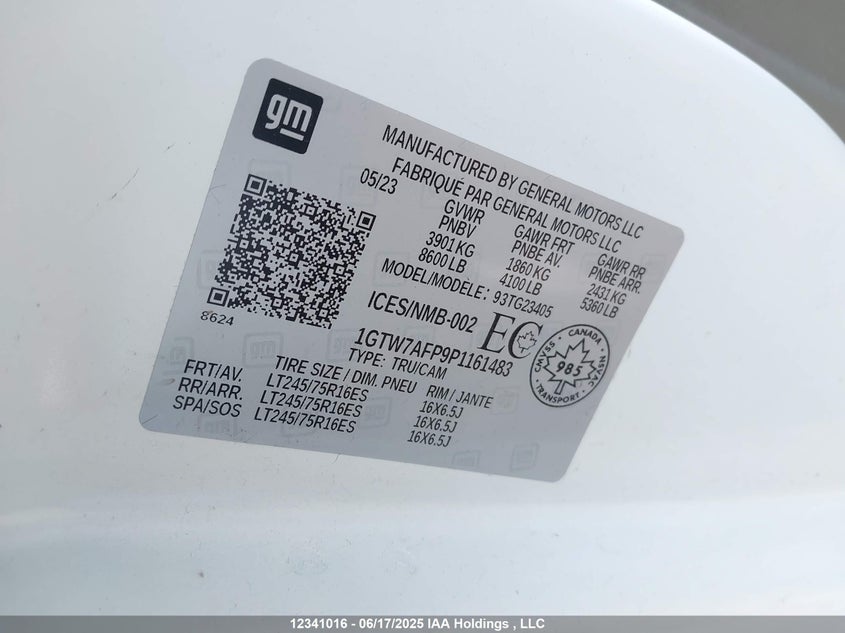 gm
MANUFACTURED BY GENERAL MOTORS LLC
FABRIQUÉ PAR GENERAL MOTORS LLC
05/23
GVWR GAWR FRT GAWR RR
PNBV PNBE AV. PNBE ARR.
3901 KG 1860 KG 2431 KG
8600 LB 4100 LB 5360 LB
MODEL/MODÈLE: 93TG23405
ICES/NMB-002 EC
1GTW7AFP9P1161483
TYPE: TRU/CAM
8624
CANADA
CMVSS - NSVAC
985
TRANSPORT
TIRE SIZE / DIM. PNEU RIM / JANTE
FRT/AV. LT245/75R16ES 16X6.5J
RR/ARR. LT245/75R16ES 16X6.5J
SPA/SOS LT245/75R16ES 16X6.5J
12341016 - 06/17/2025 IAA Holdings , LLC